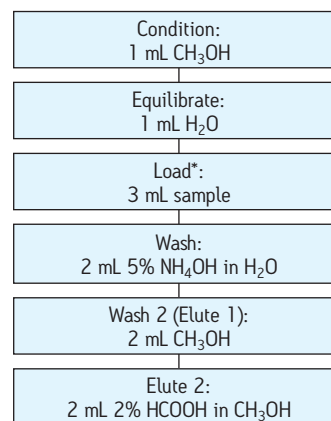 Condition:
1 mL CH₃OH
Equilibrate:
1 mL H₂O
Load*:
3 mL sample
Wash:
2 mL 5% NH₄OH in H₂O
Wash 2 (Elute 1):
2 mL CH₃OH
Elute 2:
2 mL 2% HCOOH in CH₃OH